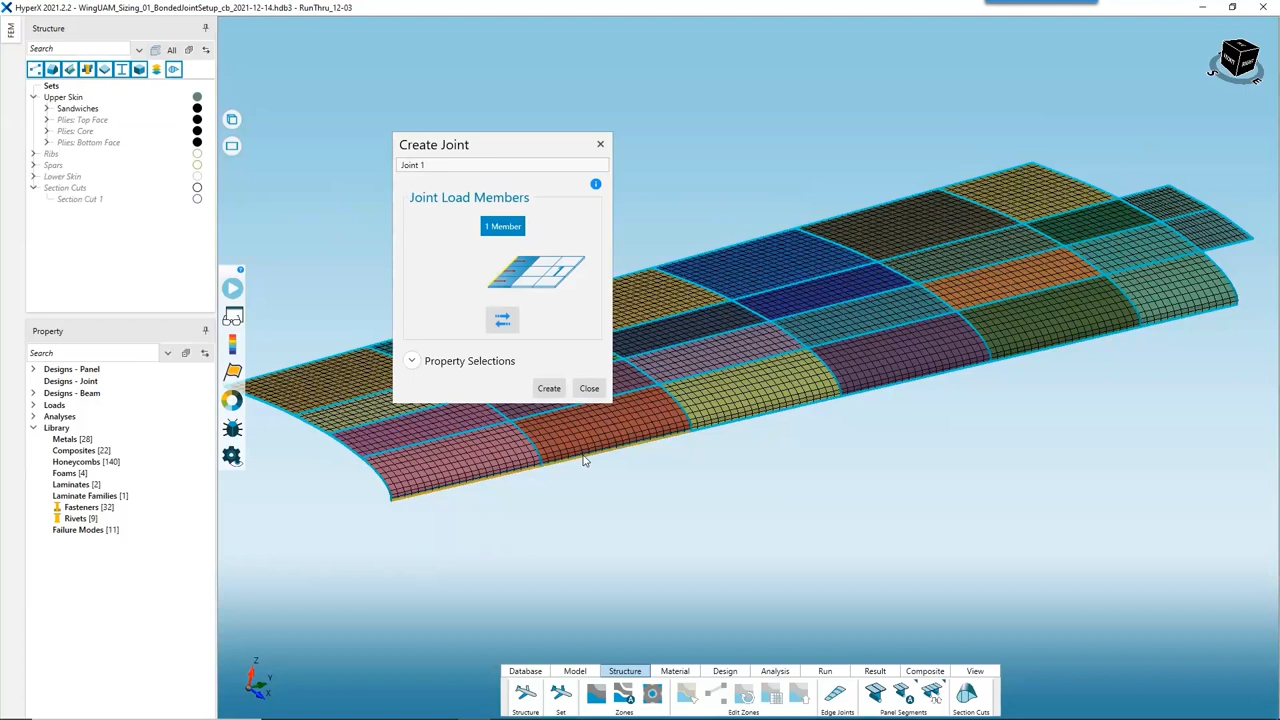 HyperX 2021.2.2 - WingUAM_Sizing_01_BondedJointSetup_cb_2021-12-14.hdb3 - RunThru_12-03
FEM
Structure
Search
All
Sets
Upper Skin
Sandwiches
Plies: Top Face
Plies: Core
Plies: Bottom Face
Ribs
Spars
Lower Skin
Section Cuts
Section Cut 1
Property
Search
Designs - Panel
Designs - Joint
Designs - Beam
Loads
Analyses
Library
Metals [28]
Composites [22]
Honeycombs [140]
Foams [4]
Laminates [2]
Laminate Families [1]
Fasteners [32]
Rivets [9]
Failure Modes [11]
Create Joint
Joint 1
Joint Load Members
1 Member
Property Selections
Create
Close
Z
Y
X
Database
Model
Structure
Material
Design
Analysis
Run
Result
Composite
View
Structure
Set
Zones
Edit Zones
Edge Joints
Panel Segments
Section Cuts